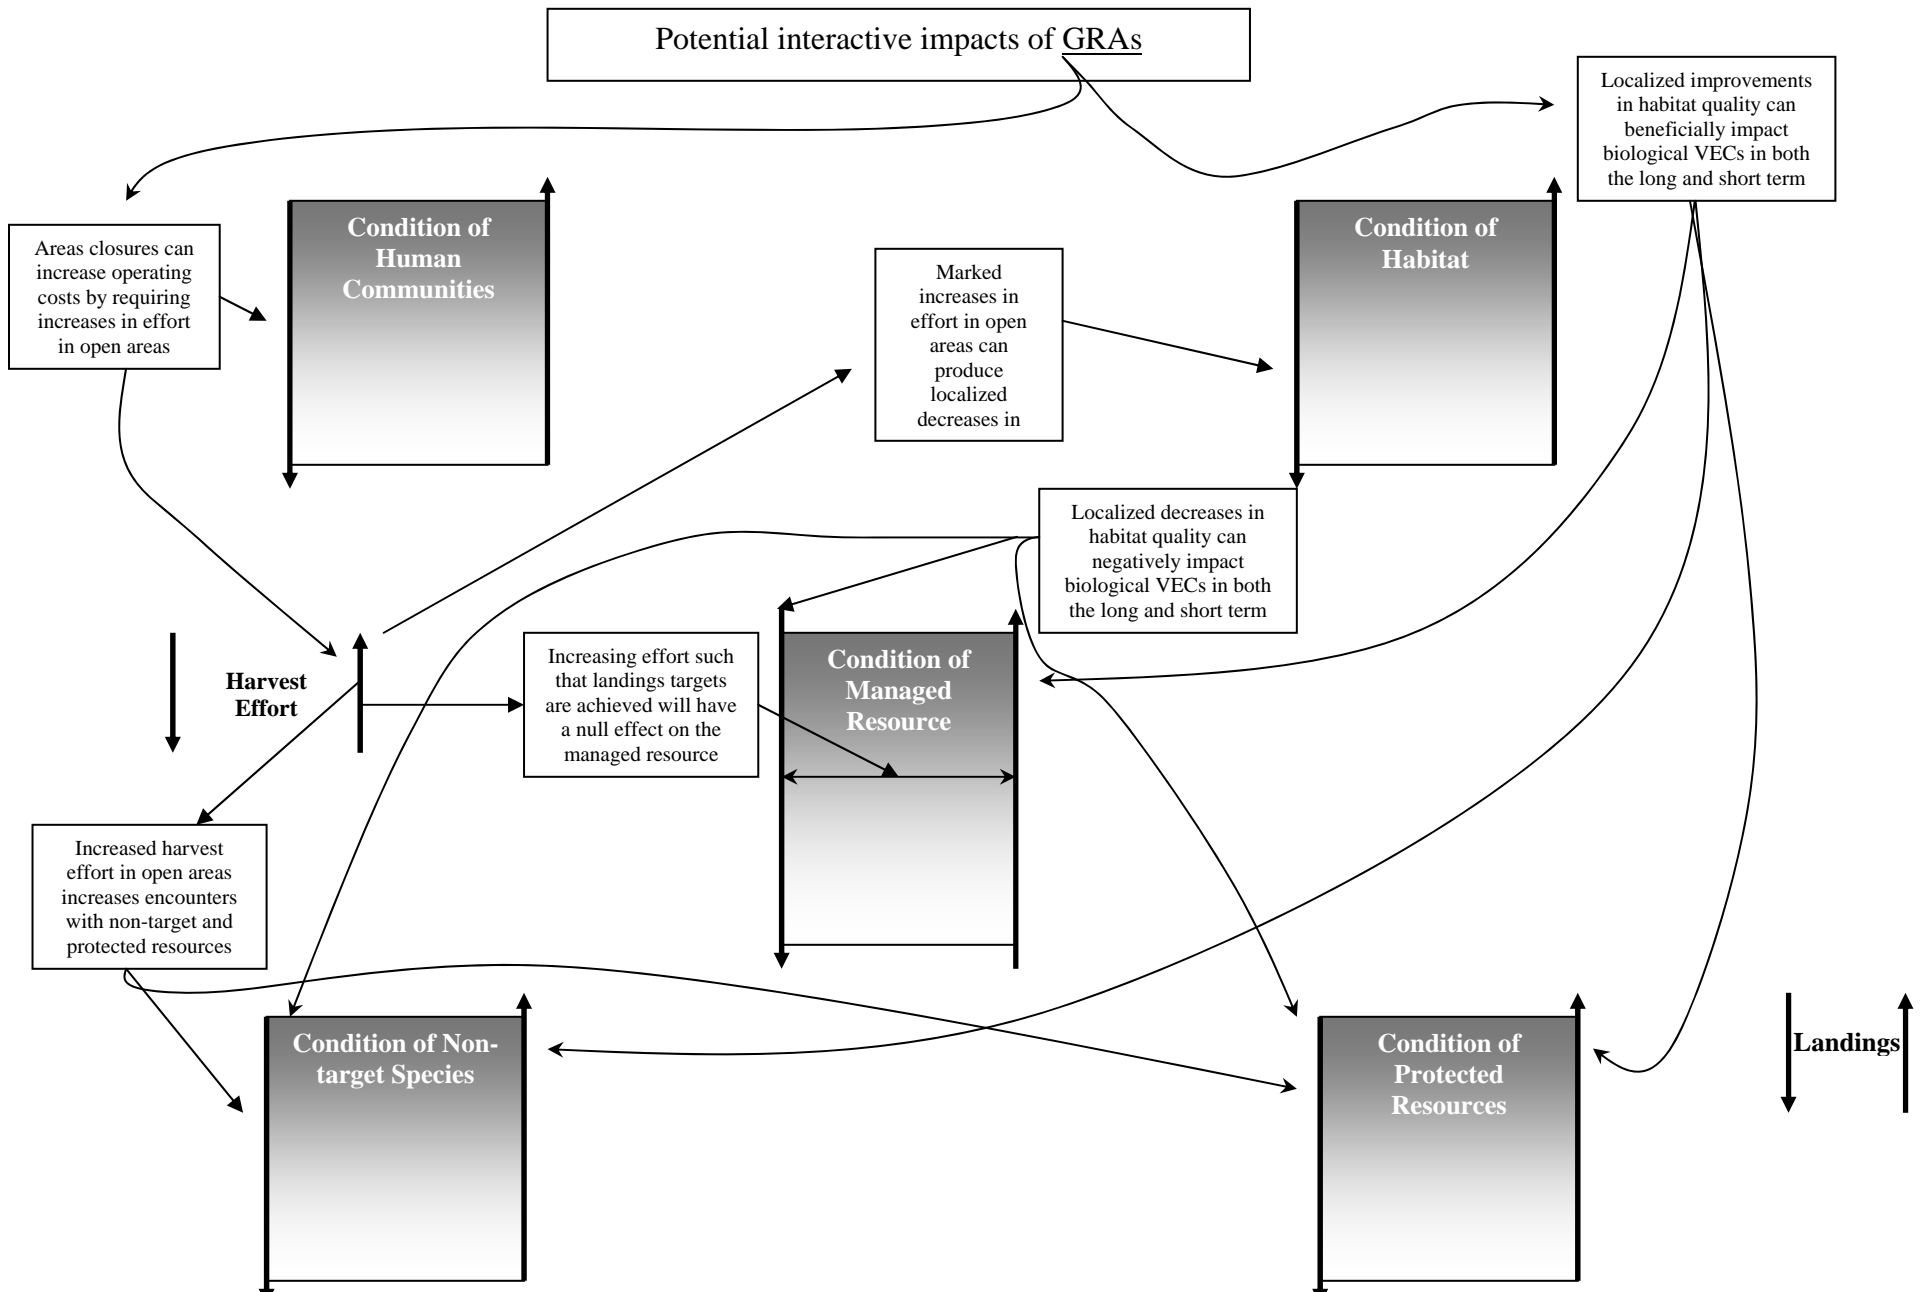 Potential interactive impacts of GRAs
Localized improvements
in habitat quality can
beneficially impact
biological VECs in both
the long and short term
Areas closures can
increase operating
costs by requiring
increases in effort
in open areas
Condition of
Human
Communities
Marked
increases in
effort in open
areas can
produce
localized
decreases in
Condition of
Habitat
Localized decreases in
habitat quality can
negatively impact
biological VECs in both
the long and short term
Harvest
Effort
Increasing effort such
that landings targets
are achieved will have
a null effect on the
managed resource
Condition of
Managed
Resource
Increased harvest
effort in open areas
increases encounters
with non-target and
protected resources
Condition of Non-
target Species
Condition of
Protected
Resources
Landings